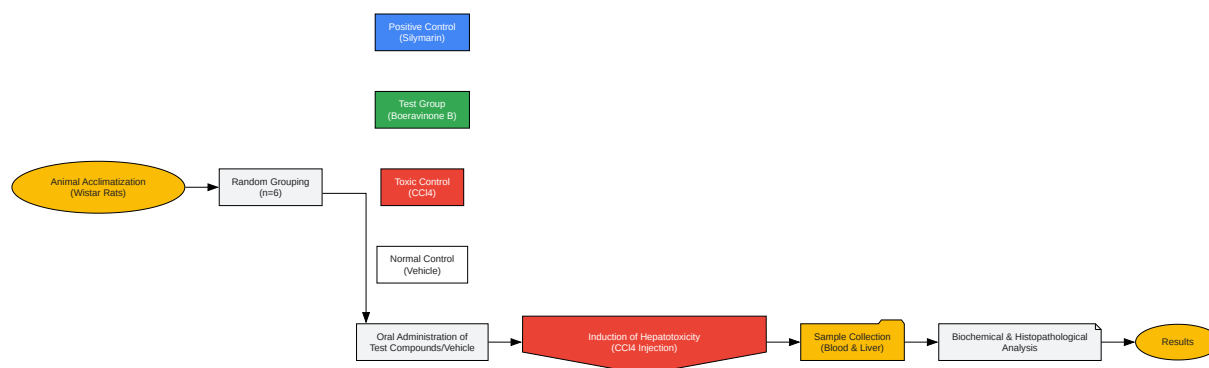 Positive Control
(Silymarin)
Test Group
(Boeravinone B)
Animal Acclimatization
(Wistar Rats)
Random Grouping
(n=6)
Toxic Control
(CCl4)
Normal Control
(Vehicle)
Oral Administration of
Test Compounds/Vehicle
Induction of Hepatotoxicity
(CCl4 Injection)
Sample Collection
(Blood & Liver)
Biochemical & Histopathological
Analysis
Results